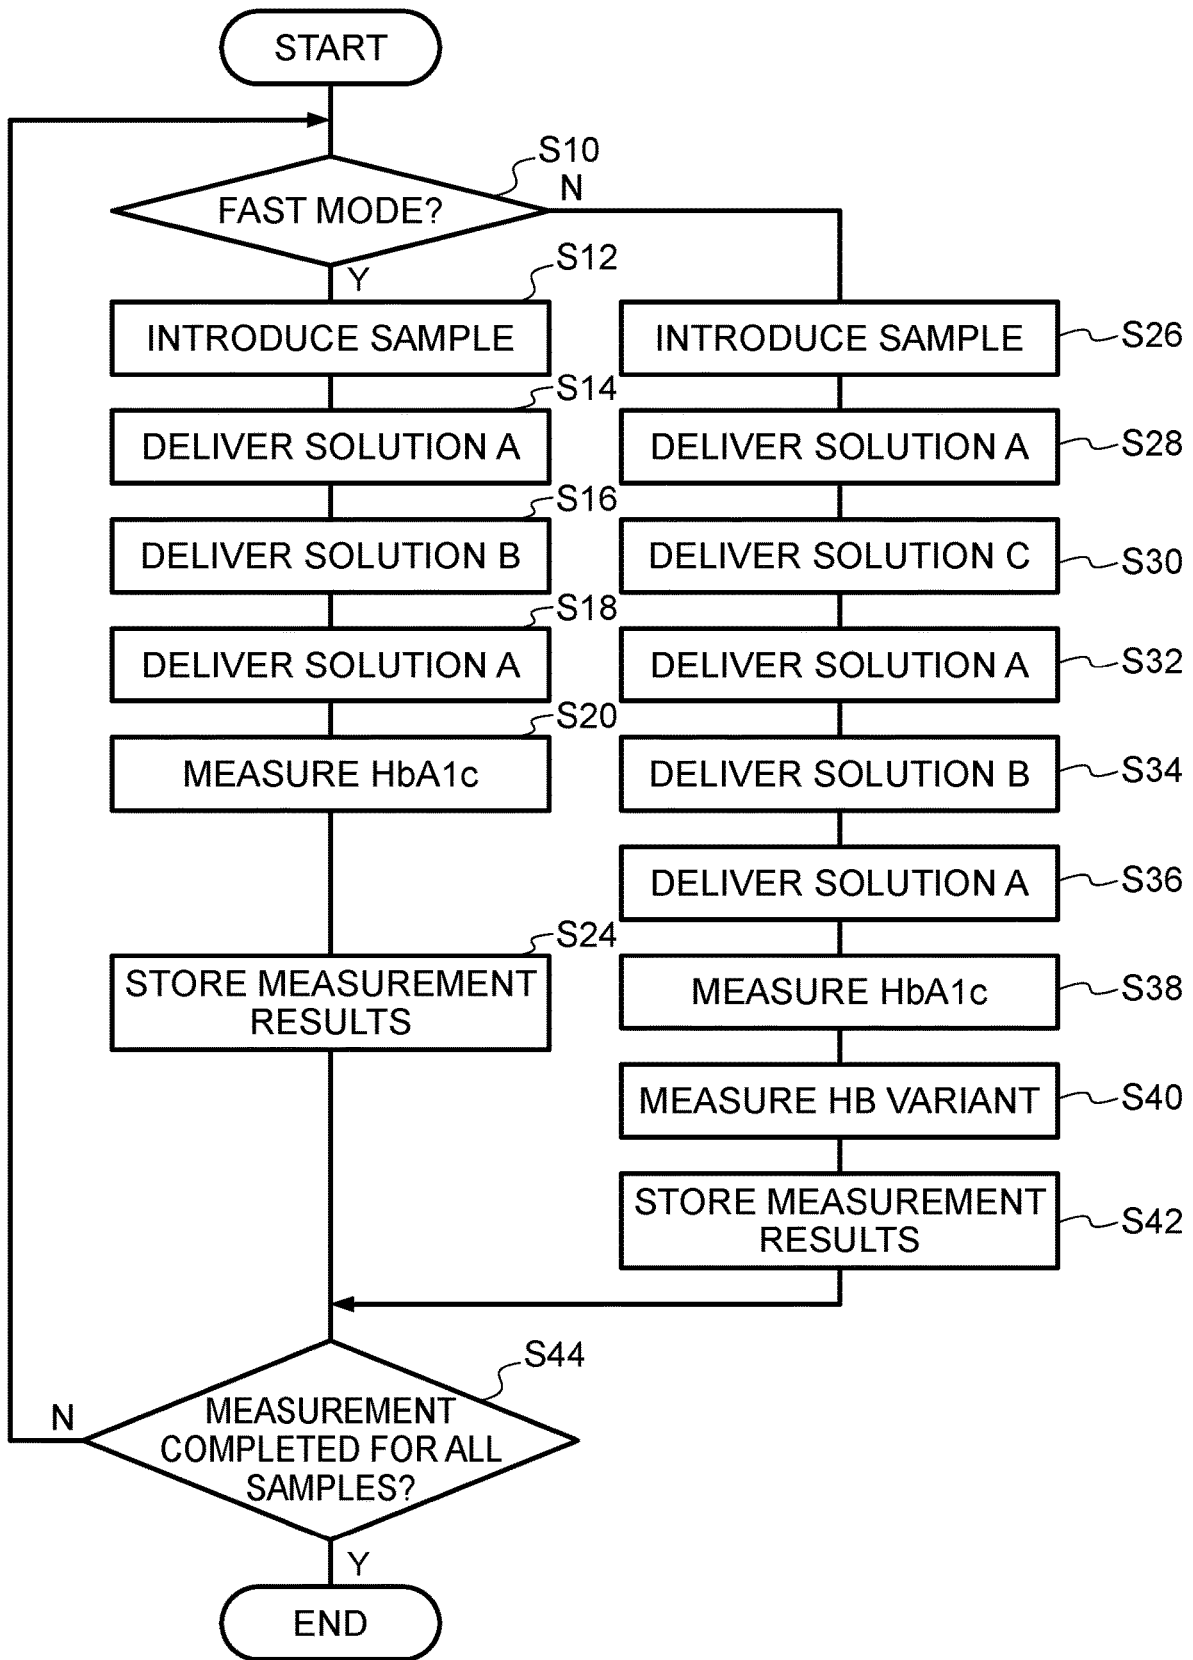 START
S10
FAST MODE?
N
Y
S12
INTRODUCE SAMPLE
S14
DELIVER SOLUTION A
S16
DELIVER SOLUTION B
S18
DELIVER SOLUTION A
S20
MEASURE HbA1c
S24
STORE MEASUREMENT
RESULTS
INTRODUCE SAMPLE
S26
DELIVER SOLUTION A
S28
DELIVER SOLUTION C
S30
DELIVER SOLUTION A
S32
DELIVER SOLUTION B
S34
DELIVER SOLUTION A
S36
MEASURE HbA1c
S38
MEASURE HB VARIANT
S40
STORE MEASUREMENT
RESULTS
S42
S44
N
MEASUREMENT
COMPLETED FOR ALL
SAMPLES?
Y
END